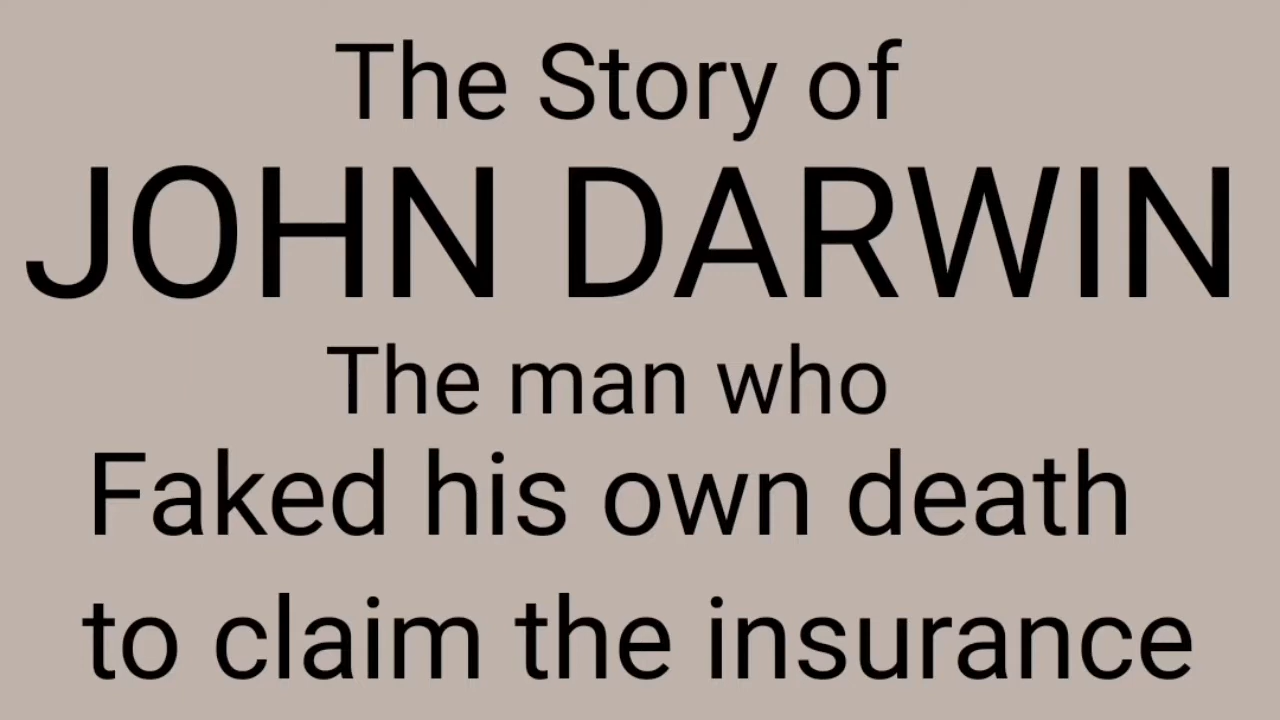 The Story of
JOHN DARWIN
The man who
Faked his own death
to claim the insurance